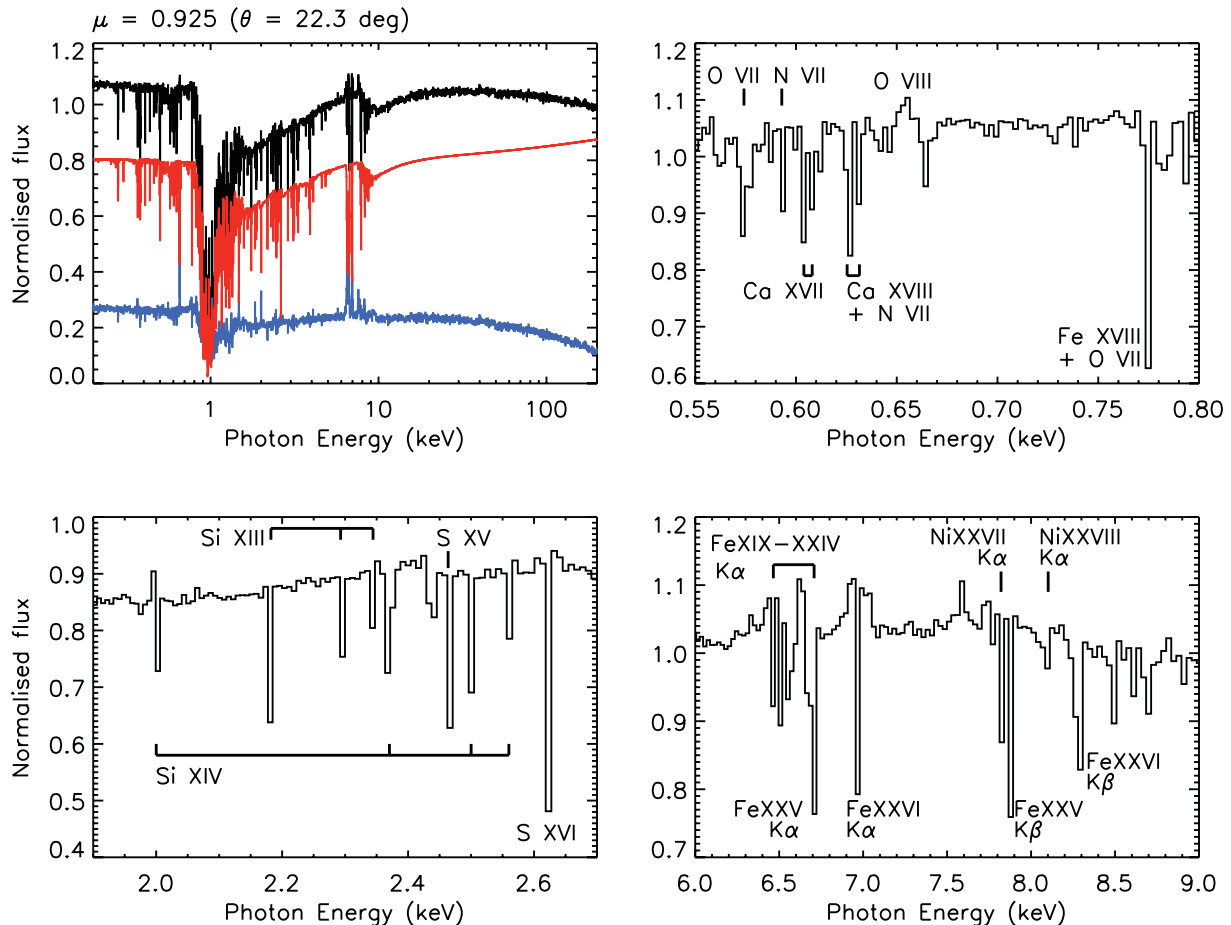 μ = 0.925 (θ = 22.3 deg)
1.2
1.0
0.8
0.6
0.4
0.2
0.0
Normalised flux
1
10
100
Photon Energy (keV)
1.2
1.1
1.0
0.9
0.8
0.7
0.6
O VII
N VII
O VIII
Ca XVII
Ca XVIII
+ N VII
Fe XVIII
+ O VII
0.55
0.60
0.65
0.70
0.75
0.80
Photon Energy (keV)
1.0
0.9
0.8
0.7
0.6
0.5
0.4
Normalised flux
Si XIII
S XV
Si XIV
S XVI
2.0
2.2
2.4
2.6
Photon Energy (keV)
1.2
1.1
1.0
0.9
0.8
0.7
FeXIX-XXIV
Kα
NiXXVII
Kα
NiXXVIII
Kα
FeXXV
Kα
FeXXVI
Kα
FeXXV
Kβ
FeXXVI
Kβ
6.0
6.5
7.0
7.5
8.0
8.5
9.0
Photon Energy (keV)